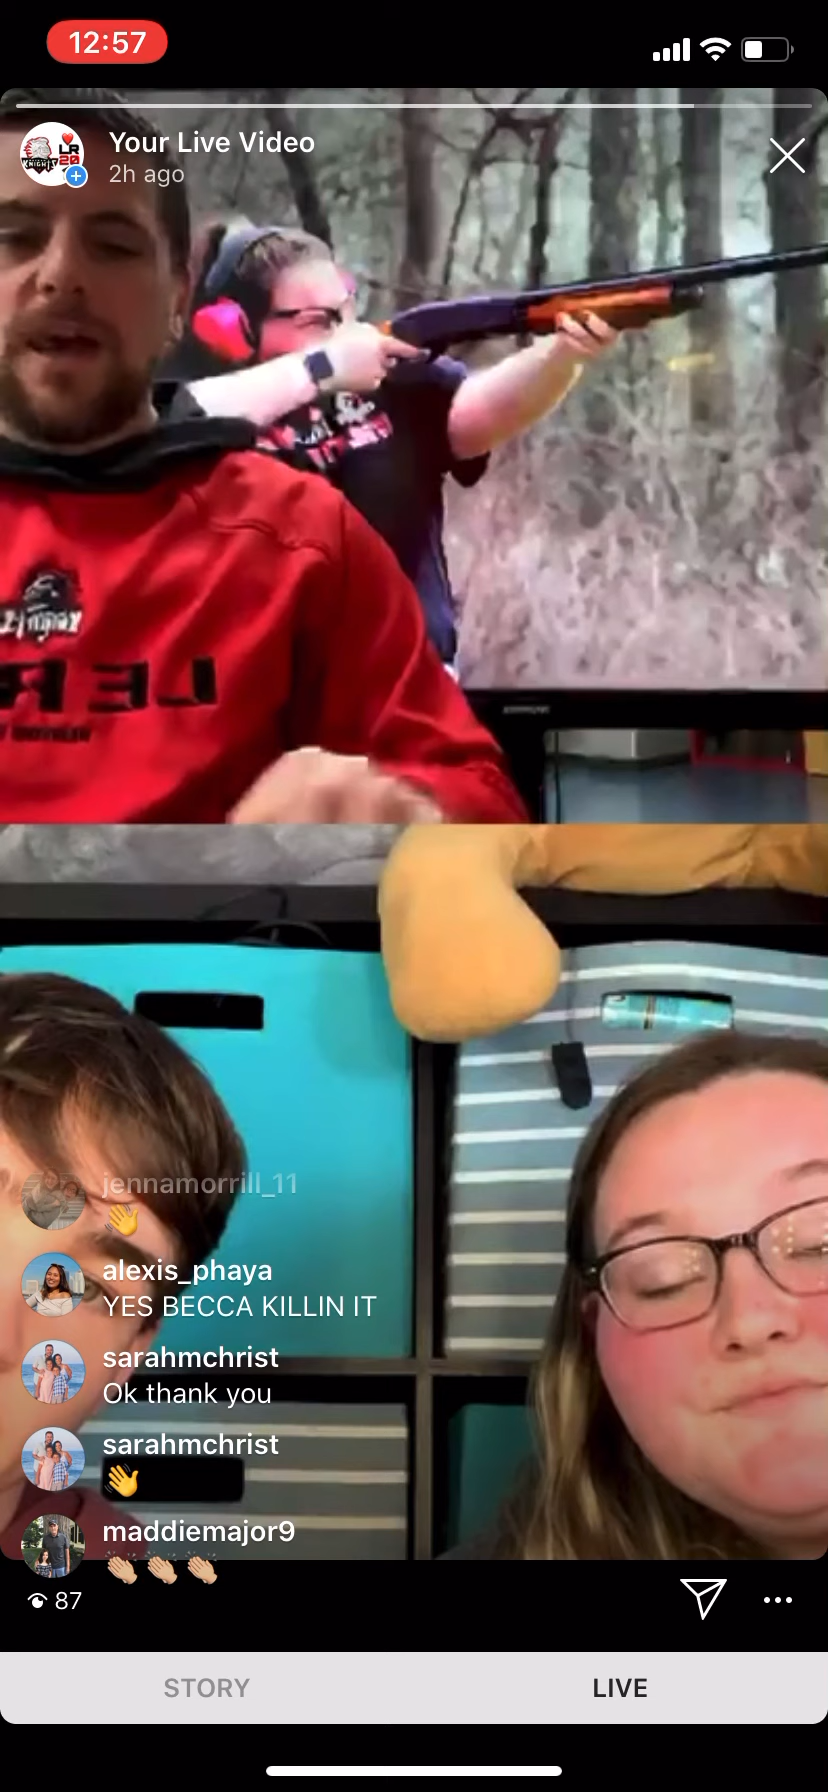 12:57
Your Live Video
2h ago
KNIGHTS
LR
20
jennamorrill_11
👋
alexis_phaya
YES BECCA KILLIN IT
sarahmchrist
Ok thank you
sarahmchrist
👋
maddiemajor9
👏🏼👏🏼👏🏼
87
STORY
LIVE